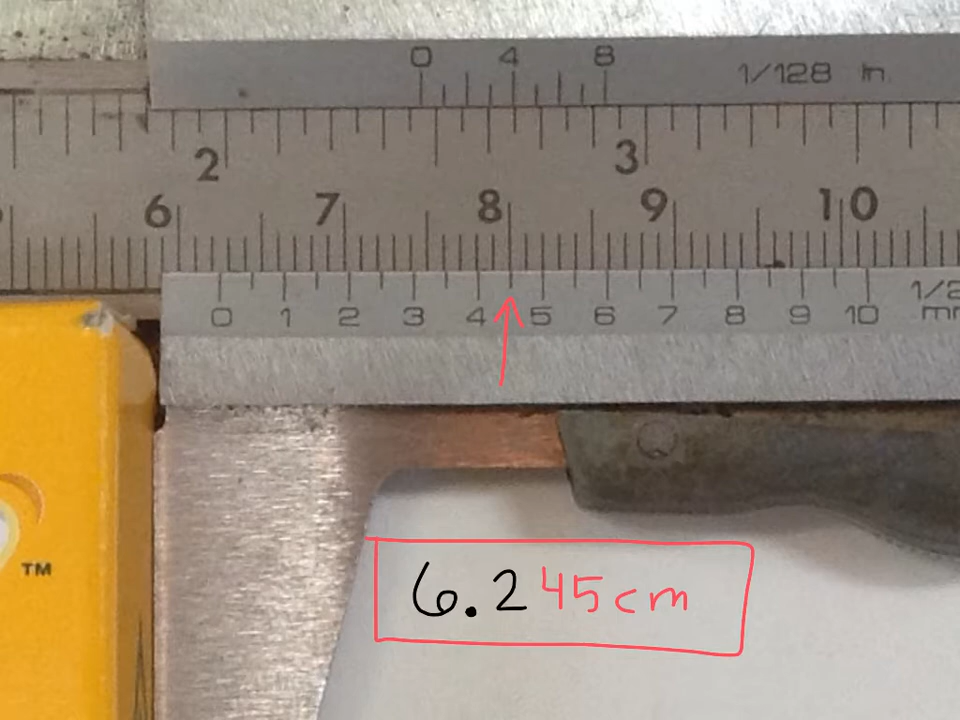 0 4 8
1/128 in
2 3
6 7 8 9 10
0 1 2 3 4 5 6 7 8 9 10
1/2
mm
TM
6.245cm